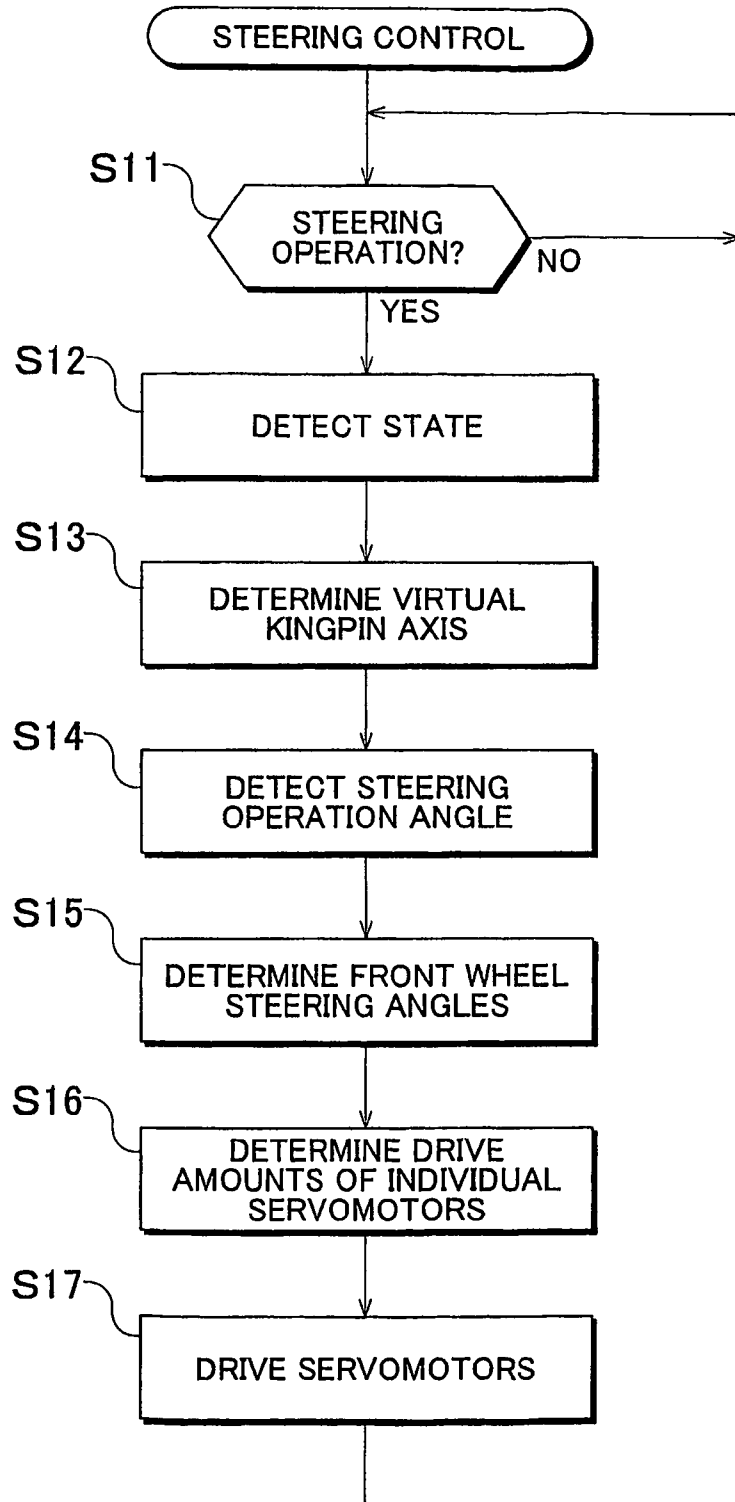 STEERING CONTROL
S11
STEERING
OPERATION?
NO
YES
S12
DETECT STATE
S13
DETERMINE VIRTUAL
KINGPIN AXIS
S14
DETECT STEERING
OPERATION ANGLE
S15
DETERMINE FRONT WHEEL
STEERING ANGLES
S16
DETERMINE DRIVE
AMOUNTS OF INDIVIDUAL
SERVOMOTORS
S17
DRIVE SERVOMOTORS